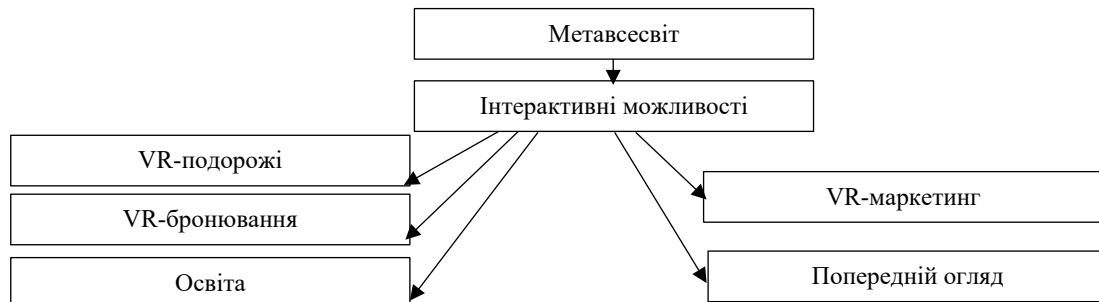 Метавсесвіт
Інтерактивні можливості
VR-подорожі
VR-бронювання
Освіта
VR-маркетинг
Попередній огляд